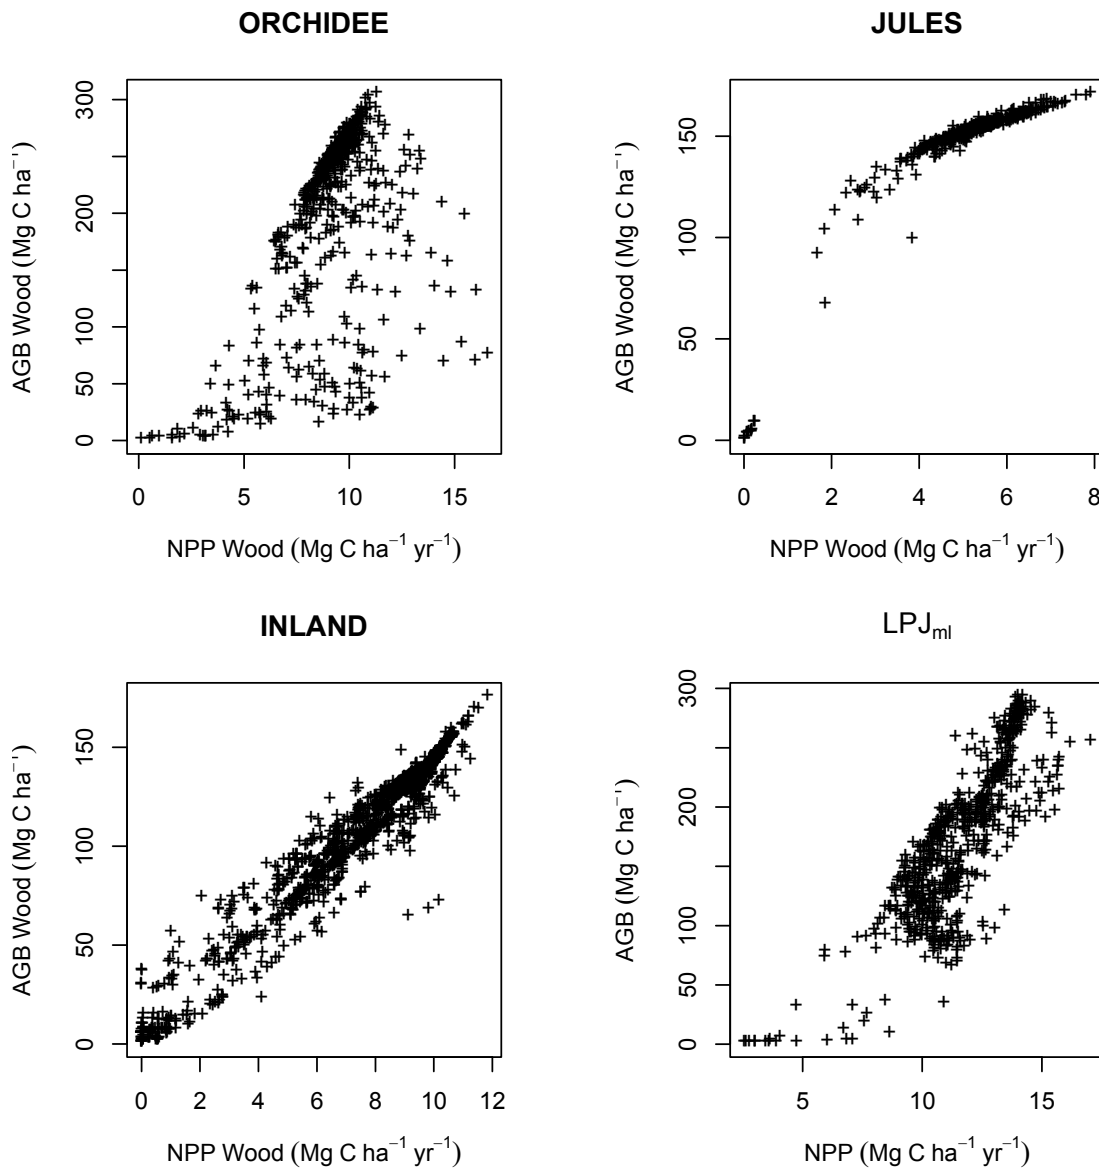 ORCHIDEE
AGB Wood (Mg C ha⁻¹)
300
200
100
50
0
0 5 10 15
NPP Wood (Mg C ha⁻¹ yr⁻¹)
JULES
AGB Wood (Mg C ha⁻¹)
150
100
50
0
0 2 4 6 8
NPP Wood (Mg C ha⁻¹ yr⁻¹)
INLAND
AGB Wood (Mg C ha⁻¹)
150
100
50
0
0 2 4 6 8 10 12
NPP Wood (Mg C ha⁻¹ yr⁻¹)
LPJml
AGB (Mg C ha⁻¹)
300
200
100
50
0
5 10 15
NPP (Mg C ha⁻¹ yr⁻¹)